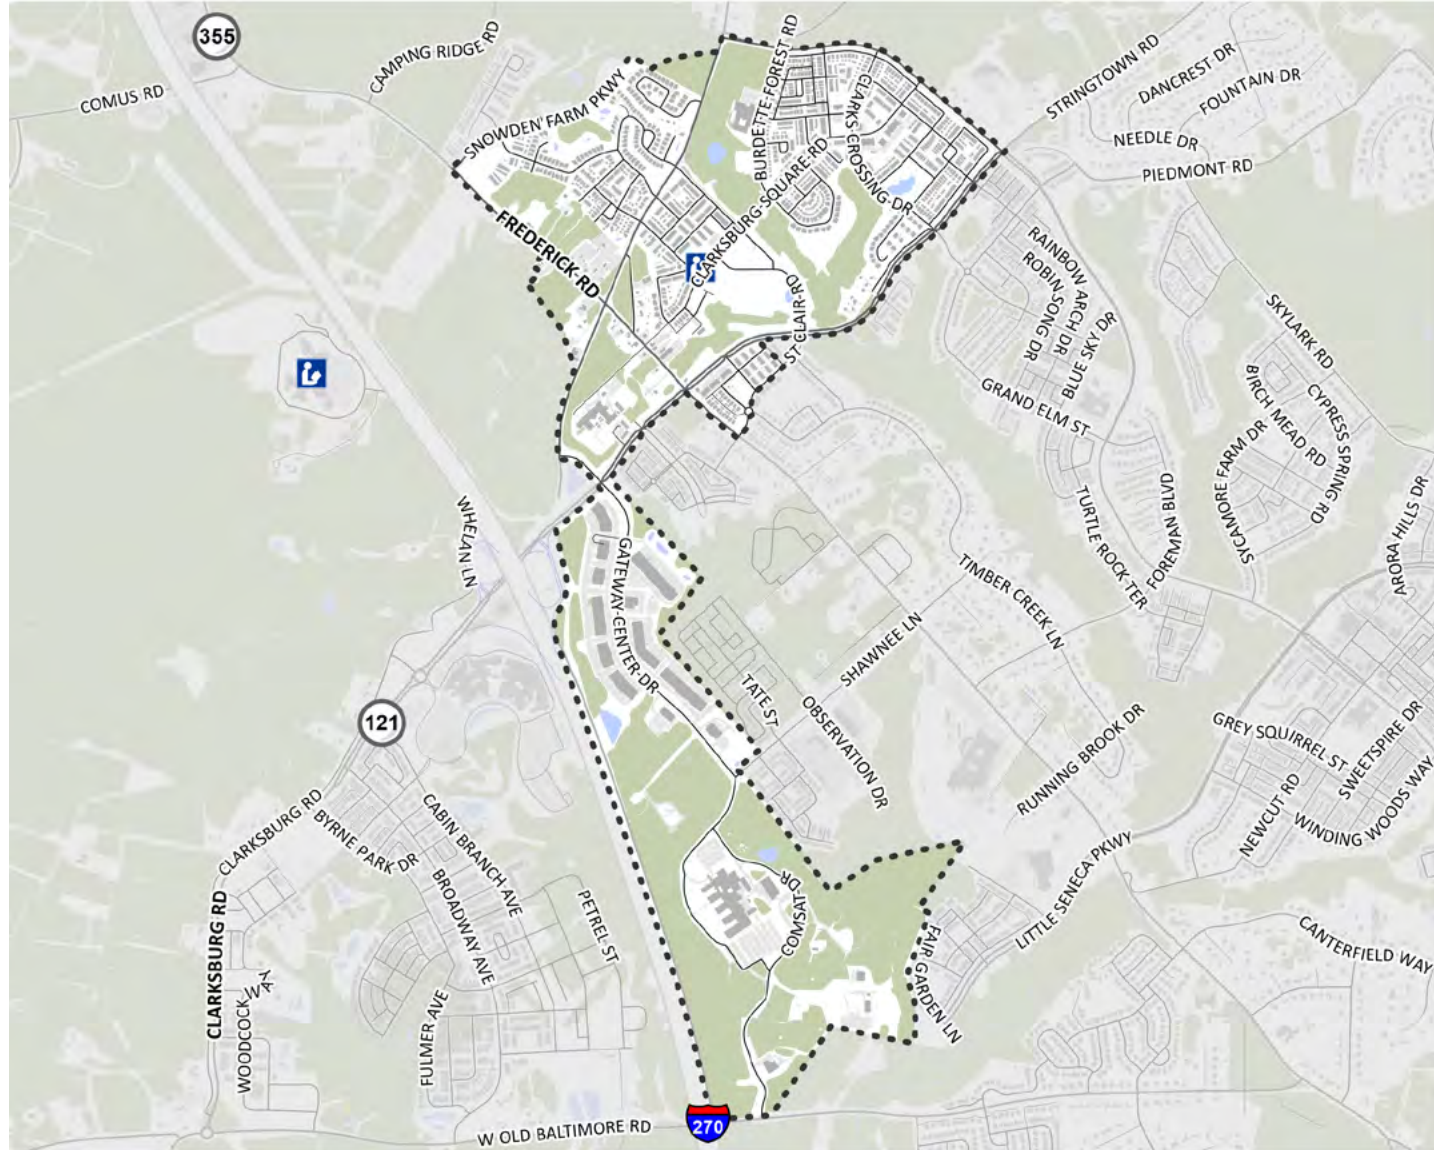 355
COMUS RD
CAMPING RIDGE RD
SNOWDEN FARM PKWY
BURDETTE FOREST RD
CLARKS CROSSING DR
CLARKSBURG SQUARE RD
STRINGTOWN RD
DANCREST DR
FOUNTAIN DR
NEEDLE DR
PIEDMONT RD
FREDERICK RD
ST CLAIR RD
RAINBOW ARCH DR
ROBIN SONG DR
BLUE SKY DR
SKYLARK RD
GRAND ELM ST
BIRCH MEAD RD
CYPRESS SPRING RD
SYCAMORE FARM DR
ARORA HILLS DR
WHELAN LN
TURTLE ROCK TER
FOREMAN BLVD
GATEWAY CENTER DR
TIMBER CREEK LN
SHAWNEE LN
TATE ST
OBSERVATION DR
121
RUNNING BROOK DR
GREY SQUIRREL ST
SWEETSPIRE DR
NEWCUT RD
WINDING WOODS WAY
CLARKSBURG RD
BYRNE PARK DR
CABIN BRANCH AVE
BROADWAY AVE
PETREL ST
COMSAT DR
LITTLE SENECA PKWY
CLARKSBURG RD
FAIR GARDEN LN
CANTERFIELD WAY
WOODCOCK WAY
FULMER AVE
W OLD BALTIMORE RD
270